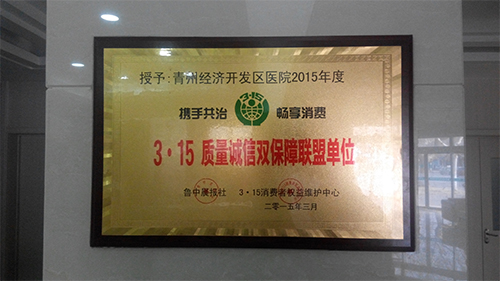 授予:青州经济开发区医院2015年度
携手共治 3·15 畅享消费
3·15 质量诚信双保障联盟单位
鲁中晨报社 3·15消费者权益维护中心
二〇一五年三月